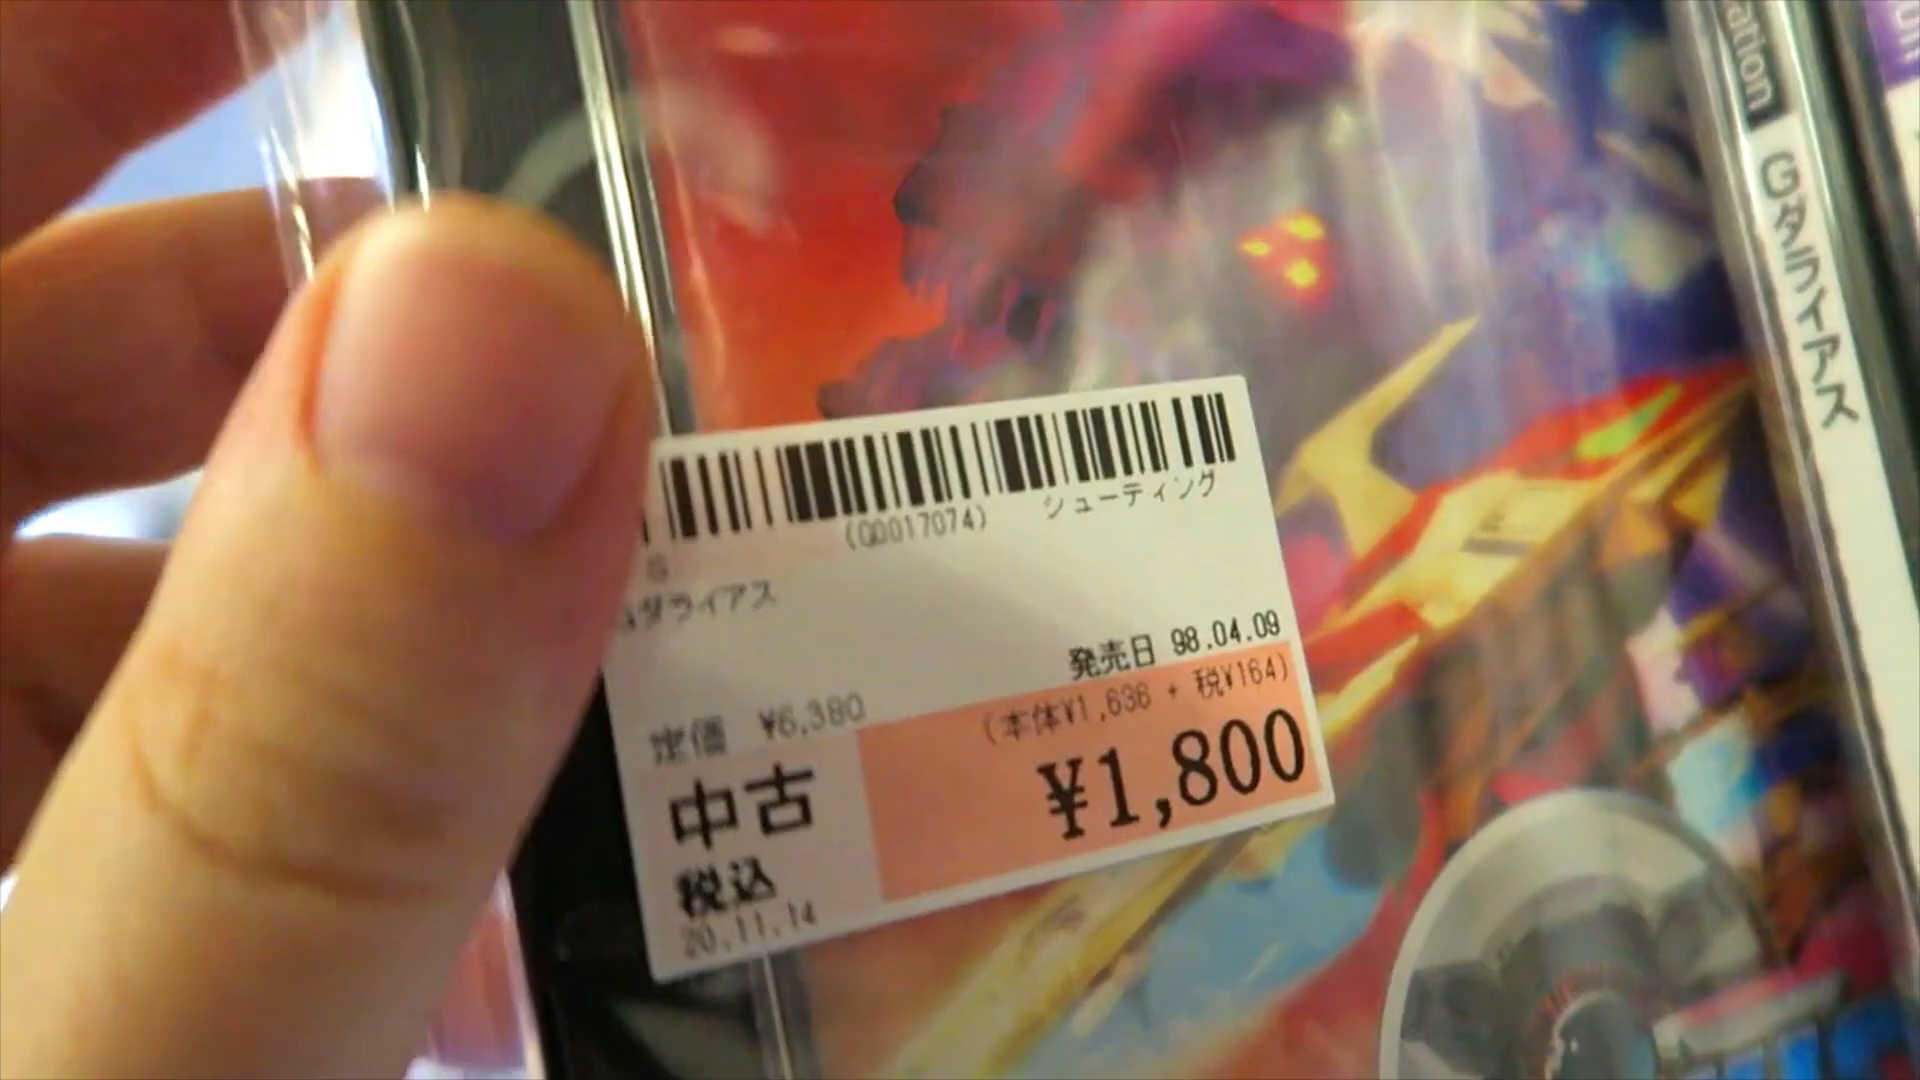 (Q0017074) シューティング
Gダライアス
発売日 98.04.09
定価 ¥6,380
(本体¥1,636 + 税¥164)
中古 ¥1,800
税込
20.11.14
Gダライアス